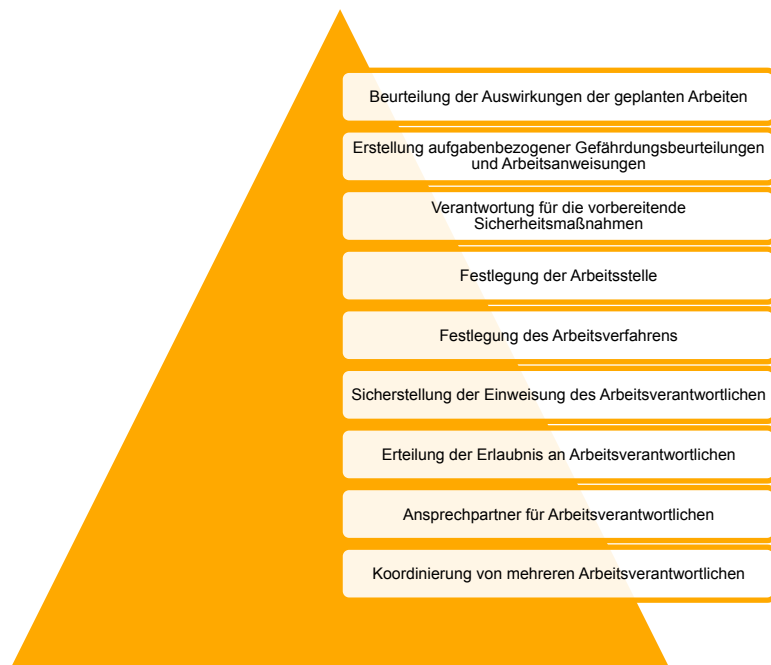 Beurteilung der Auswirkungen der geplanten Arbeiten
Erstellung aufgabenbezogener Gefährdungsbeurteilungen
und Arbeitsanweisungen
Verantwortung für die vorbereitende
Sicherheitsmaßnahmen
Festlegung der Arbeitsstelle
Festlegung des Arbeitsverfahrens
Sicherstellung der Einweisung des Arbeitsverantwortlichen
Erteilung der Erlaubnis an Arbeitsverantwortlichen
Ansprechpartner für Arbeitsverantwortlichen
Koordinierung von mehreren Arbeitsverantwortlichen